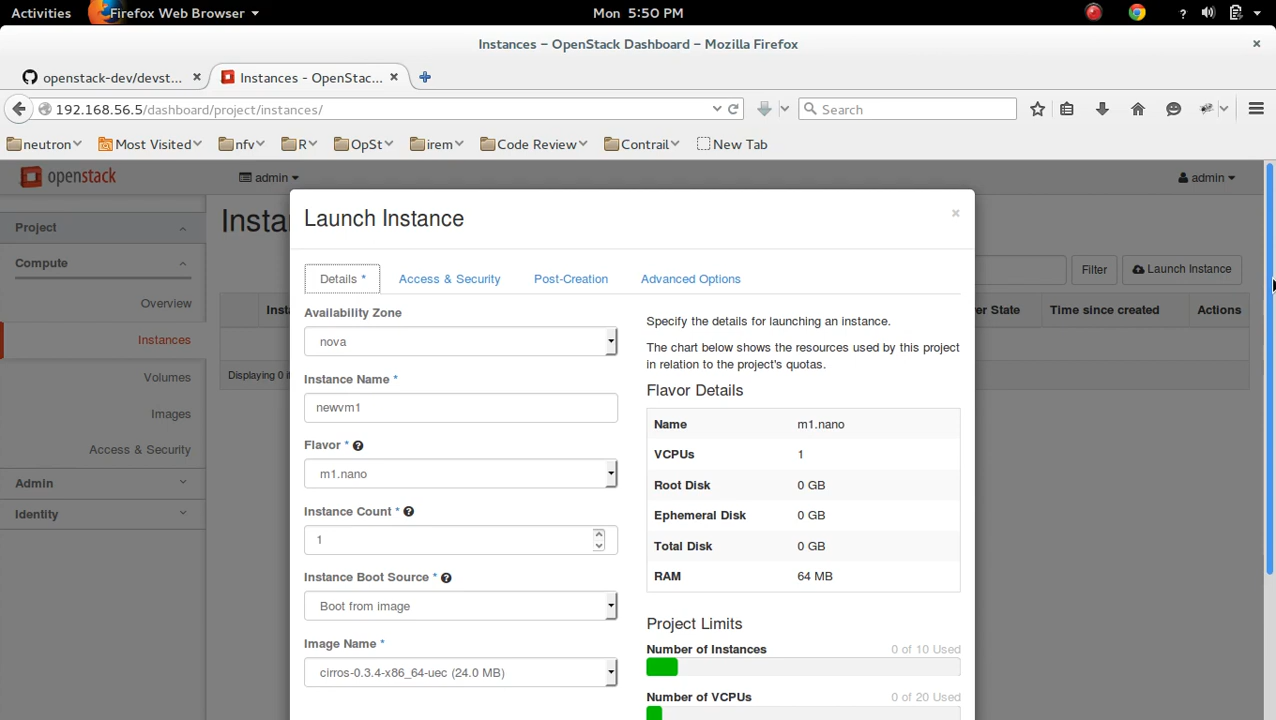 Activities Firefox Web Browser Mon 5:50 PM ?
Instances – OpenStack Dashboard – Mozilla Firefox ×
openstack-dev/devst... × Instances - OpenStac... ×
192.168.56.5/dashboard/project/instances/ Search
neutron Most Visited nfv R OpSt irem Code Review Contrail New Tab
openstack admin admin
Project
Compute
Overview
Instances
Volumes
Images
Access & Security
Admin
Identity
Insta
Filter Launch Instance
Inst er State Time since created Actions
Displaying 0 i
Launch Instance ×
Details * Access & Security Post-Creation Advanced Options
Availability Zone
nova
Instance Name *
newvm1
Flavor * ?
m1.nano
Instance Count * ?
1
Instance Boot Source * ?
Boot from image
Image Name *
cirros-0.3.4-x86_64-uec (24.0 MB)
Specify the details for launching an instance.
The chart below shows the resources used by this project
in relation to the project's quotas.
Flavor Details
Name m1.nano
VCPUs 1
Root Disk 0 GB
Ephemeral Disk 0 GB
Total Disk 0 GB
RAM 64 MB
Project Limits
Number of Instances 0 of 10 Used
Number of VCPUs 0 of 20 Used